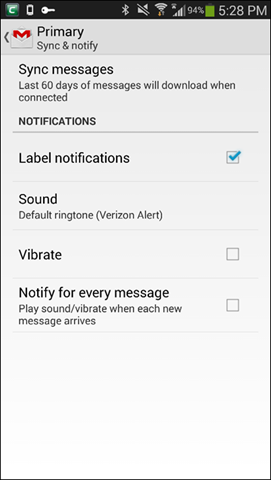 94% 5:28 PM
Primary
Sync & notify
Sync messages
Last 60 days of messages will download when
connected
NOTIFICATIONS
Label notifications
Sound
Default ringtone (Verizon Alert)
Vibrate
Notify for every message
Play sound/vibrate when each new
message arrives